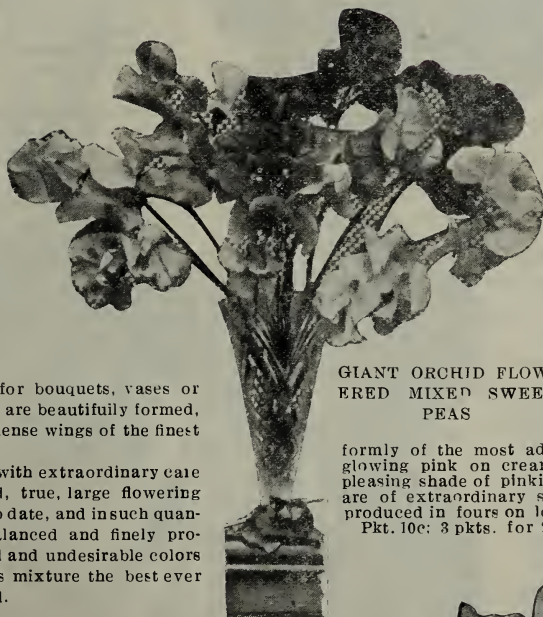 for bouquets, vases or
are beautifully formed,
ense wings of the finest
with extraordinary care
l, true, large flowering
o date, and in such quan-
alanced and finely pro-
d and undesirable colors
s mixture the best ever
d.
GIANT ORCHID FLOW
ERED MIXED SWEE
PEAS
formly of the most ad
glowing pink on crear
pleasing shade of pinki
are of extraordinary s
produced in fours on l
Pkt. 10c; 3 pkts. for